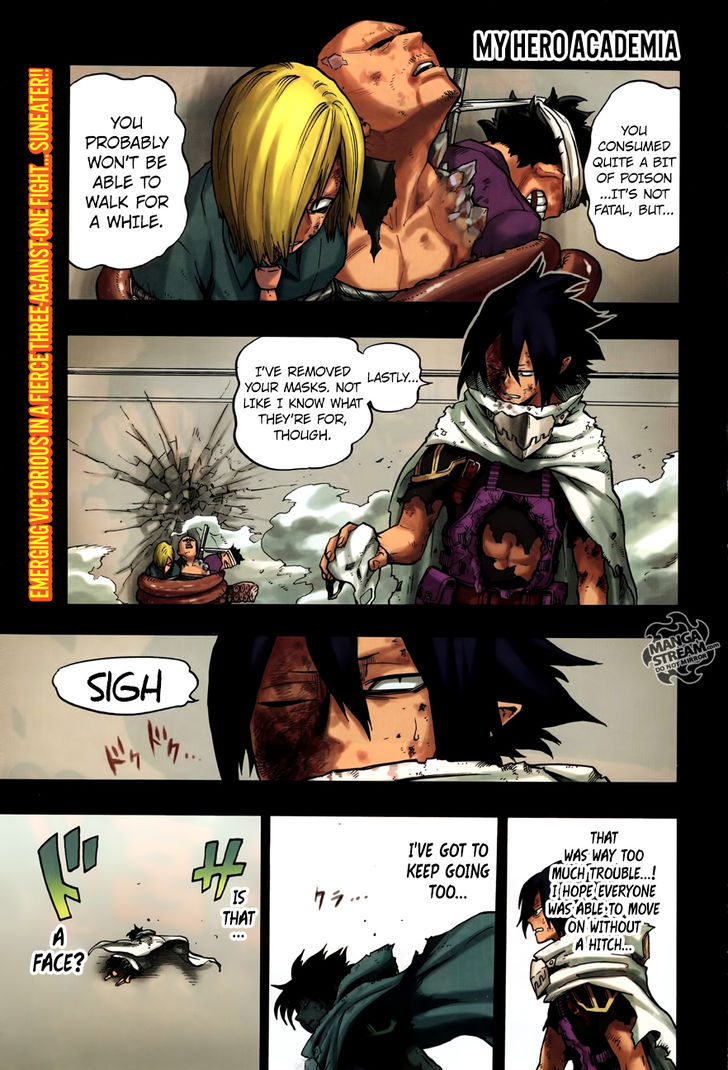 MY HERO ACADEMIA
EMERGING VICTORIOUS IN A FIERCE THREE-AGAINST-ONE FIGHT... SUNEATER!!
YOU
CONSUMED
QUITE A BIT
OF POISON
...IT'S NOT
FATAL, BUT...
YOU
PROBABLY
WON'T BE
ABLE TO
WALK FOR
A WHILE.
LASTLY...
I'VE REMOVED
YOUR MASKS. NOT
LIKE I KNOW WHAT
THEY'RE FOR,
THOUGH.
MANGA
STREAM.com
DO NOT MIRROR
SIGH
ドク…
ドク…
THAT
WAS WAY TOO
MUCH TROUBLE...!
I HOPE EVERYONE
WAS ABLE TO MOVE
ON WITHOUT
A HITCH...
I'VE GOT TO
KEEP GOING
TOO...
クラ…
ドサ
IS
THAT...
A
FACE?